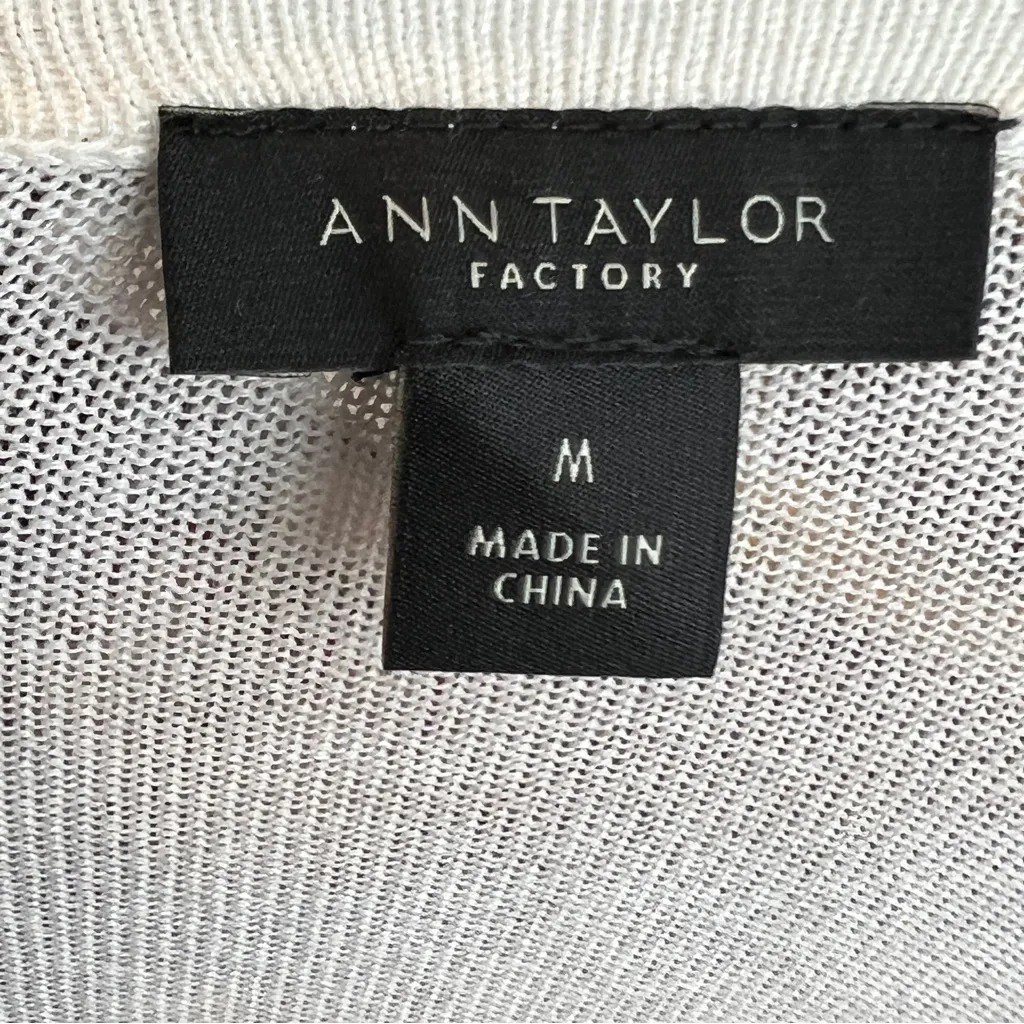 ANN TAYLOR
FACTORY
M
MADE IN
CHINA